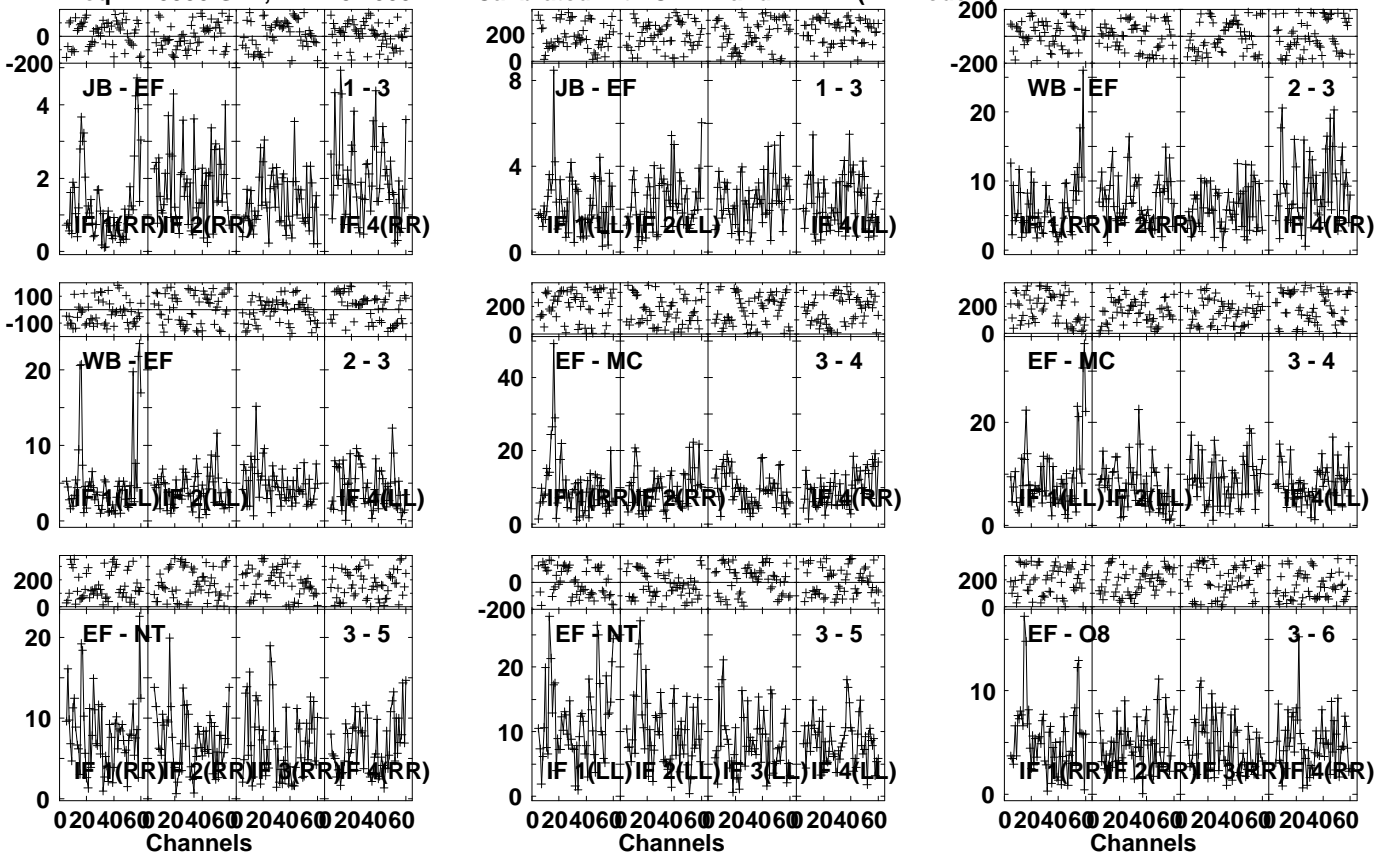 0
-200
JB - EF 1 - 3
4
2
0
IF 1(RR) IF 2(RR) IF 4(RR)
200
0
JB - EF 1 - 3
8
4
0
IF 1(LL) IF 2(LL) IF 4(LL)
200
0
-200
WB - EF 2 - 3
20
10
0
IF 1(RR) IF 2(RR) IF 4(RR)
100
-100
WB - EF 2 - 3
20
10
0
IF 1(LL) IF 2(LL) IF 4(LL)
200
0
EF - MC 3 - 4
40
20
0
IF 1(RR) IF 2(RR) IF 4(RR)
200
0
EF - MC 3 - 4
20
0
IF 1(LL) IF 2(LL) IF 4(LL)
200
0
EF - NT 3 - 5
20
10
0
IF 1(RR) IF 2(RR) IF 3(RR) IF 4(RR)
0 20 40 60 0 20 40 60 0 20 40 60 0 20 40 60
Channels
0
-200
EF - NT 3 - 5
20
10
0
IF 1(LL) IF 2(LL) IF 3(LL) IF 4(LL)
0 20 40 60 0 20 40 60 0 20 40 60 0 20 40 60
Channels
200
0
EF - O8 3 - 6
10
0
IF 1(RR) IF 2(RR) IF 3(RR) IF 4(RR)
0 20 40 60 0 20 40 60 0 20 40 60 0 20 40 60
Channels